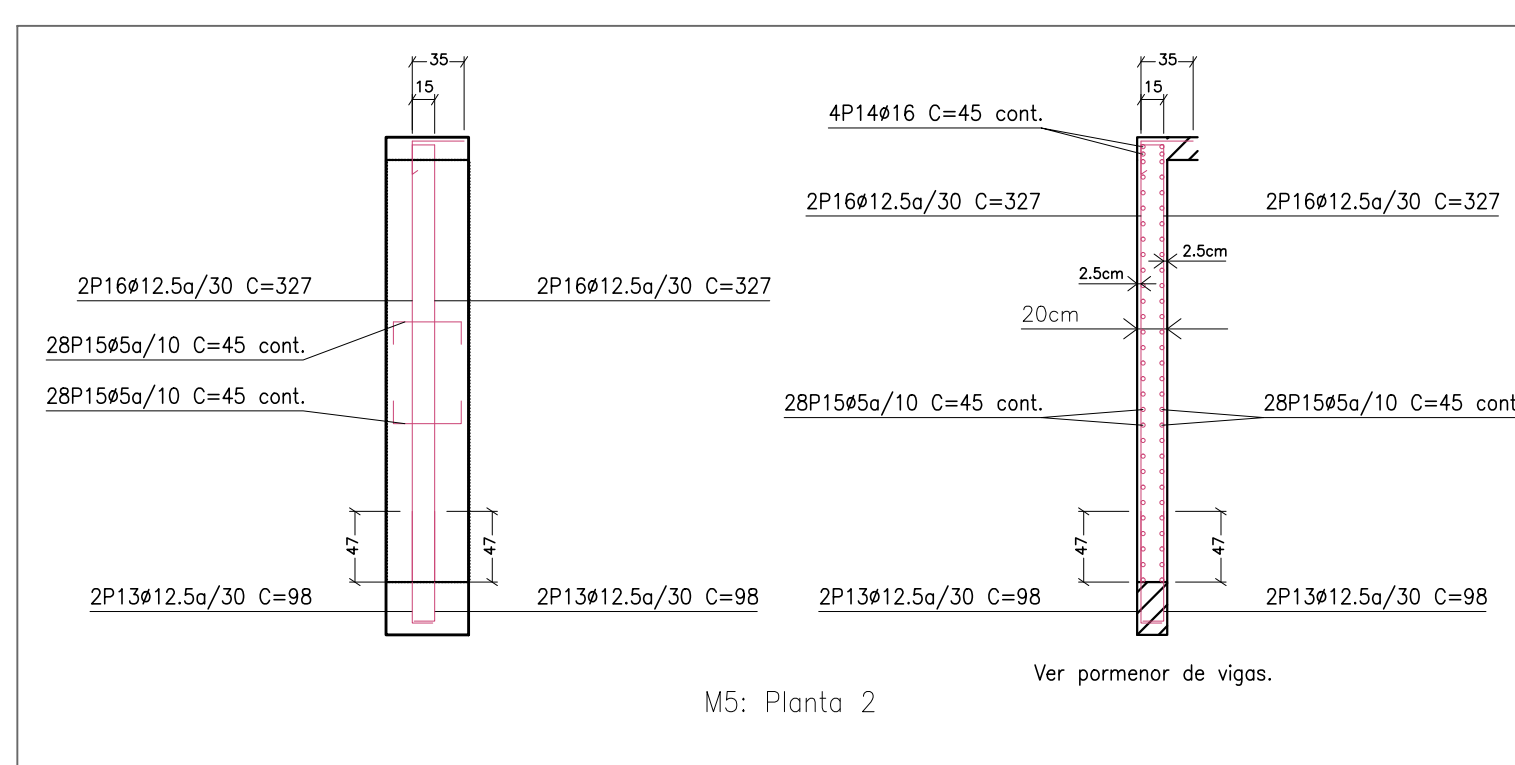 35
15
2P16ø12.5a/30 C=327
2P16ø12.5a/30 C=327
28P15ø5a/10 C=45 cont.
28P15ø5a/10 C=45 cont.
47
47
2P13ø12.5a/30 C=98
2P13ø12.5a/30 C=98
35
15
4P14ø16 C=45 cont.
2P16ø12.5a/30 C=327
2P16ø12.5a/30 C=327
2.5cm
2.5cm
20cm
28P15ø5a/10 C=45 cont.
28P15ø5a/10 C=45 cont
47
47
2P13ø12.5a/30 C=98
2P13ø12.5a/30 C=98
Ver pormenor de vigas.
M5: Planta 2